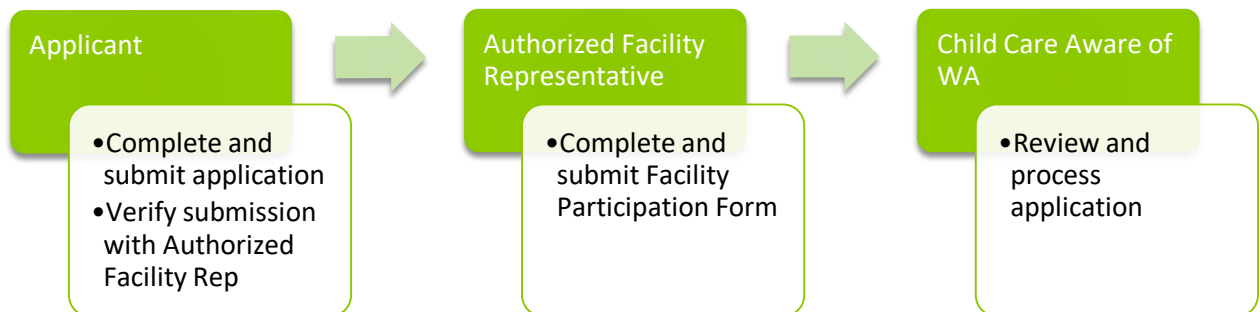 Applicant
•Complete and
submit application
•Verify submission
with Authorized
Facility Rep
Authorized Facility
Representative
•Complete and
submit Facility
Participation Form
Child Care Aware of
WA
•Review and
process
application